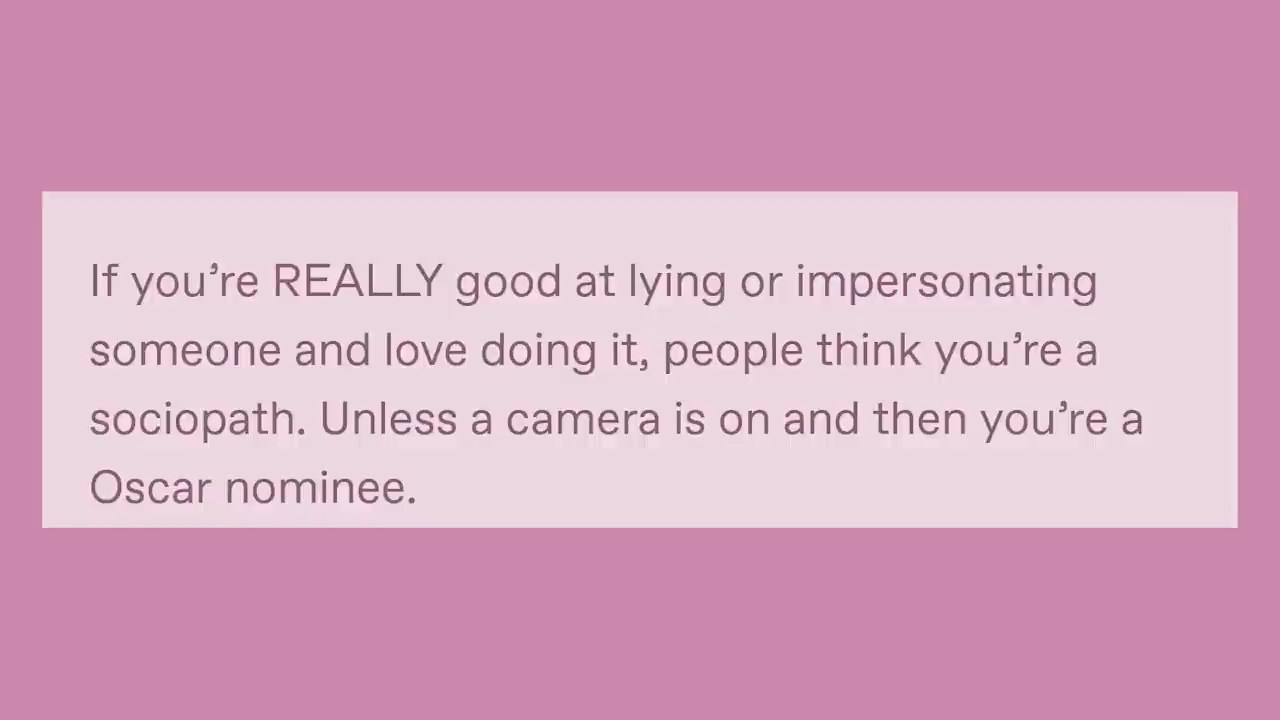 If you’re REALLY good at lying or impersonating
someone and love doing it, people think you’re a
sociopath. Unless a camera is on and then you’re a
Oscar nominee.